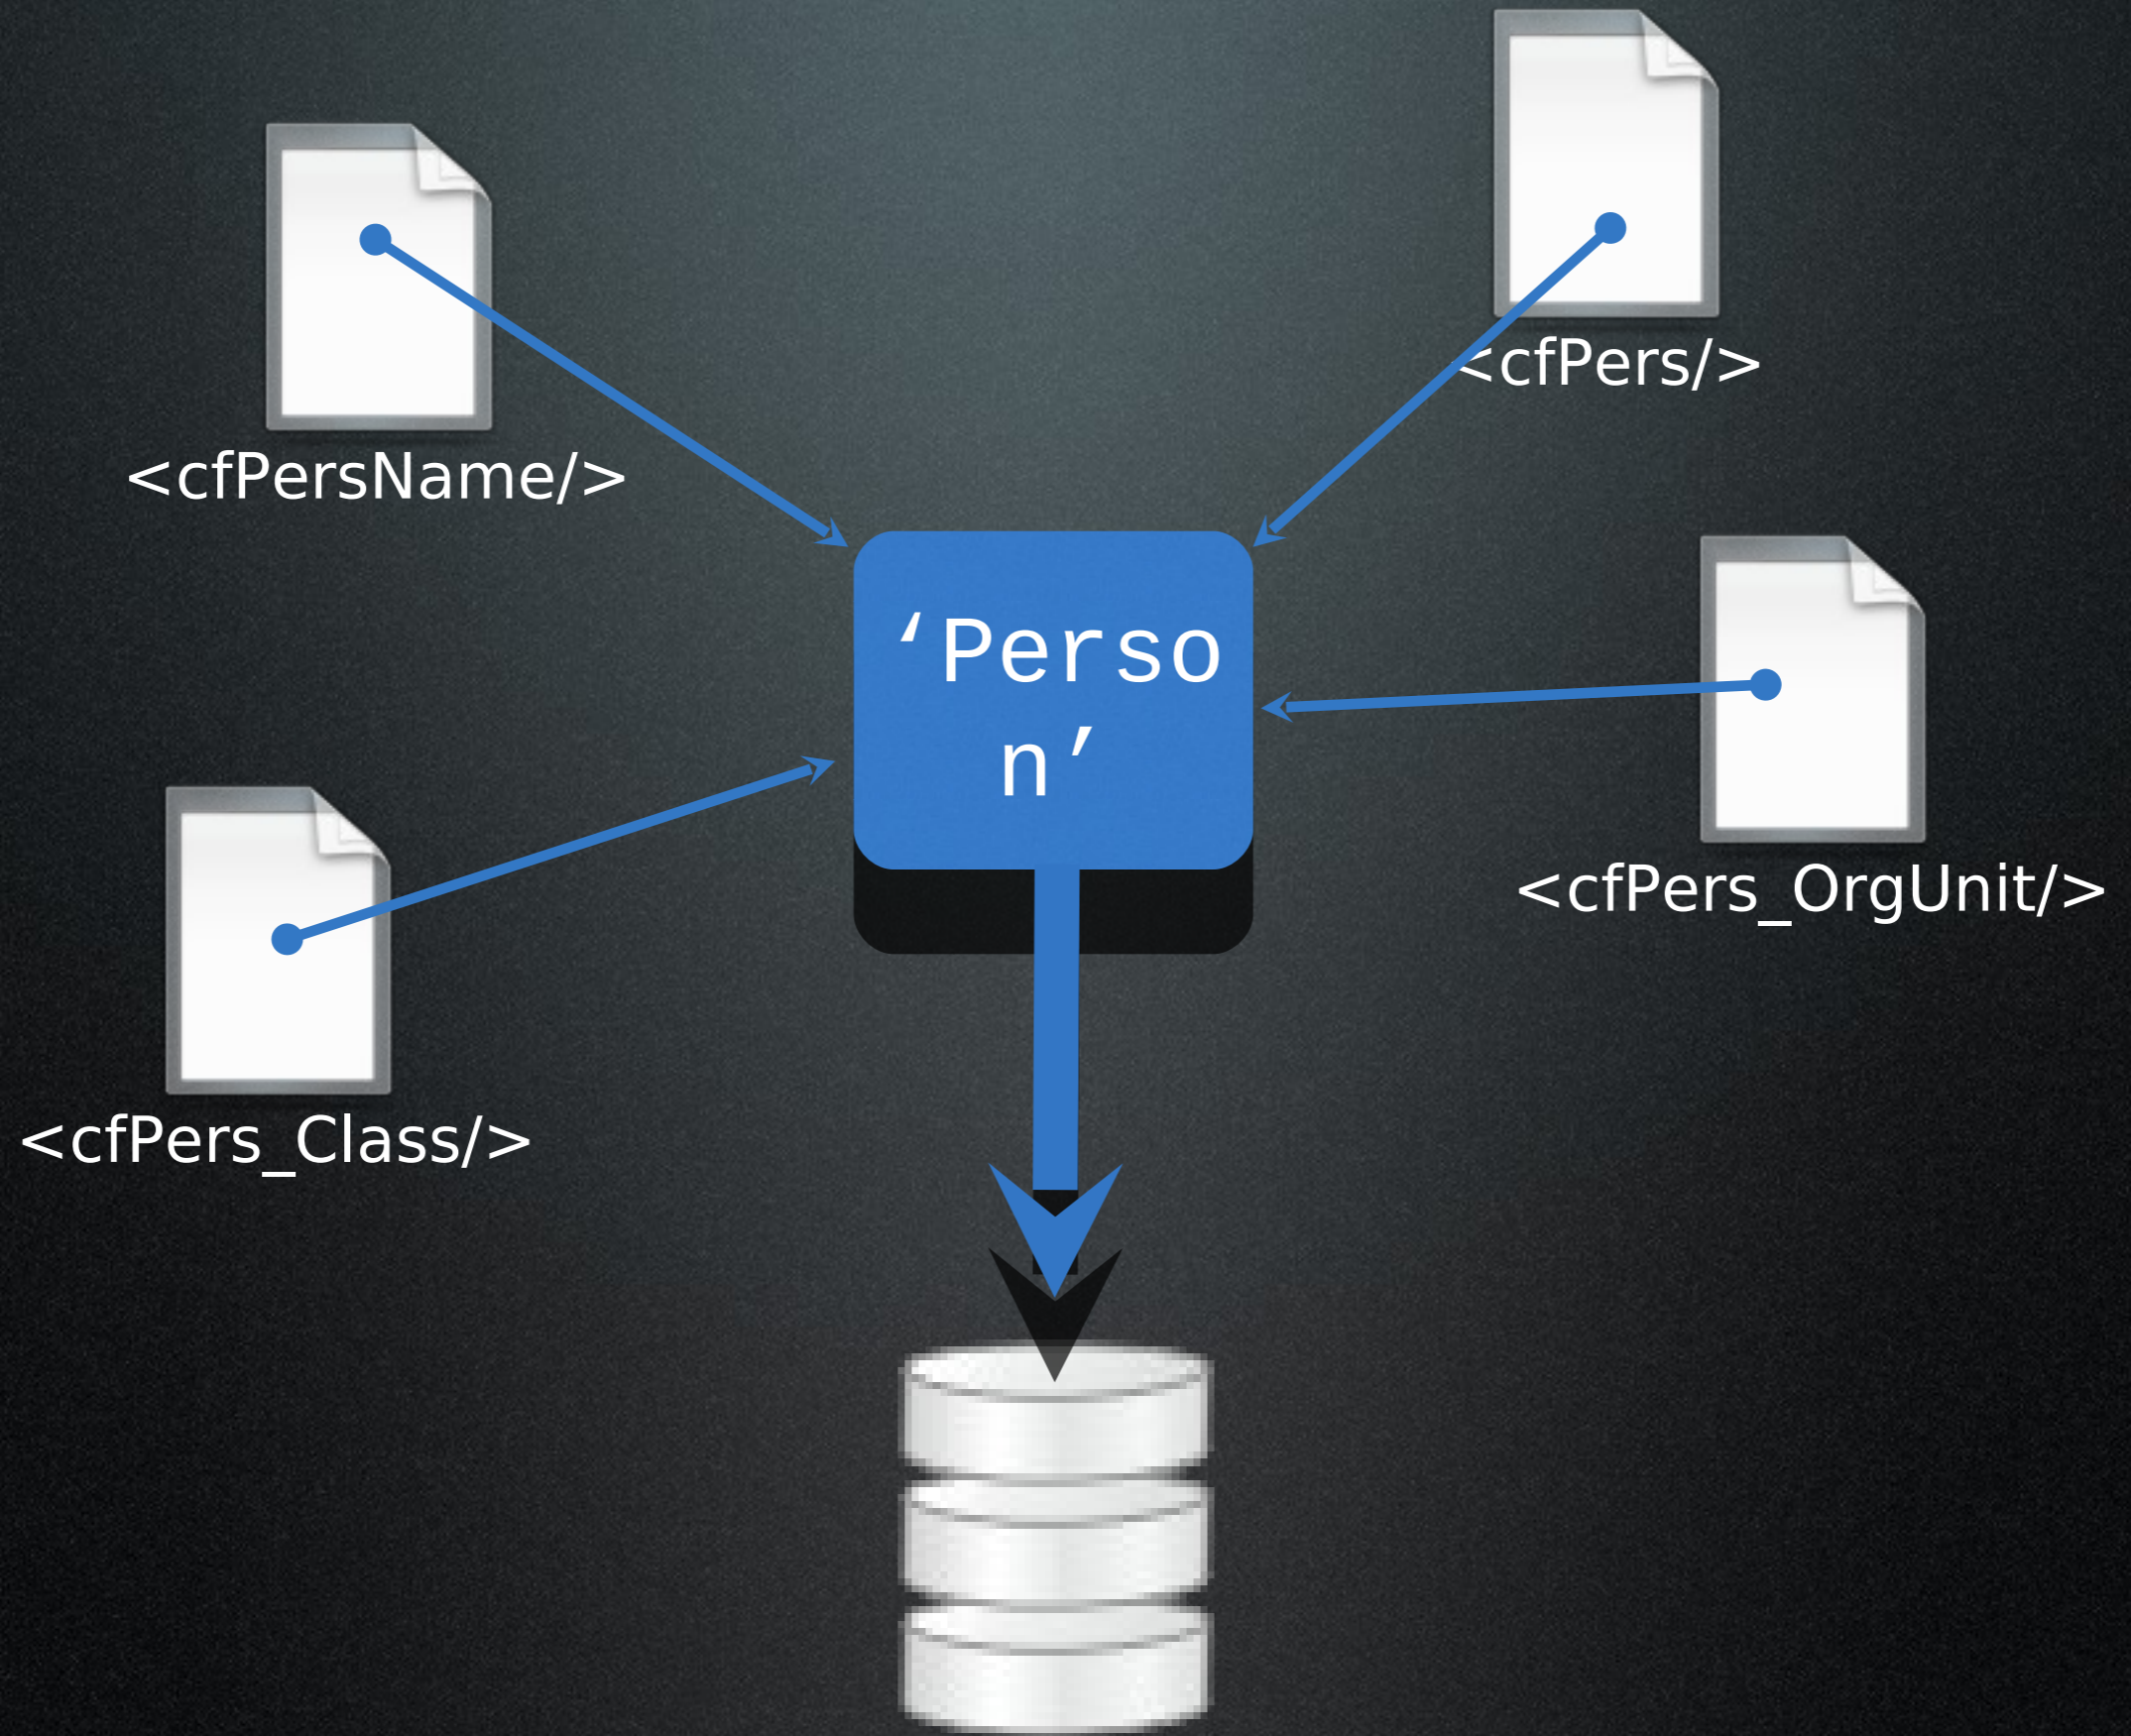 <cfPers/>
<cfPersName/>
‘Perso
n’
<cfPers_OrgUnit/>
<cfPers_Class/>